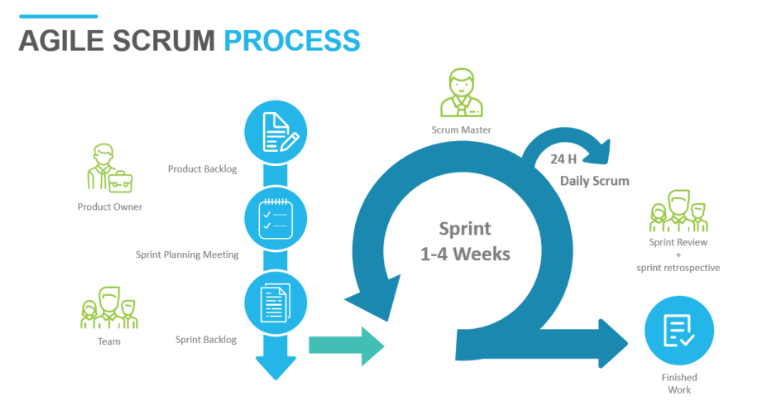 AGILE SCRUM PROCESS
Scrum Master
Product Backlog
Product Owner
Sprint Planning Meeting
Team
Sprint Backlog
Sprint
1-4 Weeks
24 H
Daily Scrum
Sprint Review
+
sprint retrospective
Finished
Work